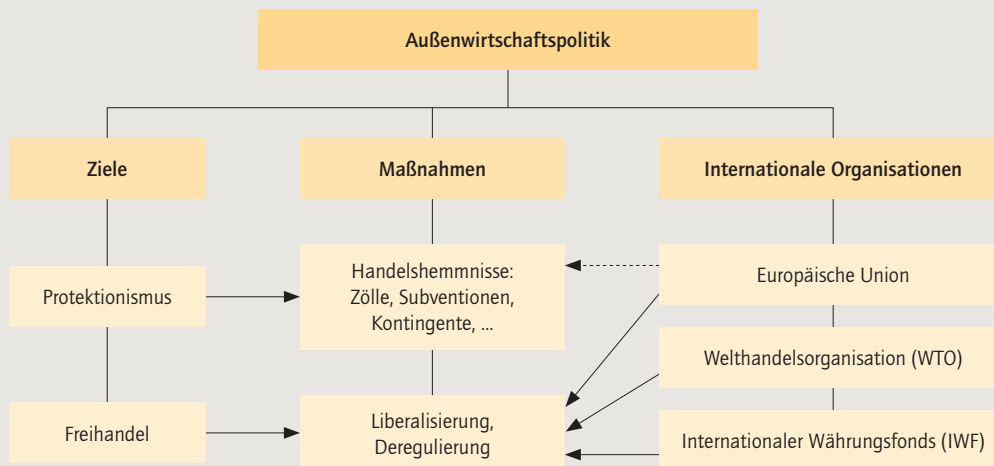 Außenwirtschaftspolitik
Ziele
Maßnahmen
Internationale Organisationen
Protektionismus
Handelshemmnisse:
Zölle, Subventionen,
Kontingente, ...
Europäische Union
Welthandelsorganisation (WTO)
Freihandel
Liberalisierung,
Deregulierung
Internationaler Währungsfonds (IWF)